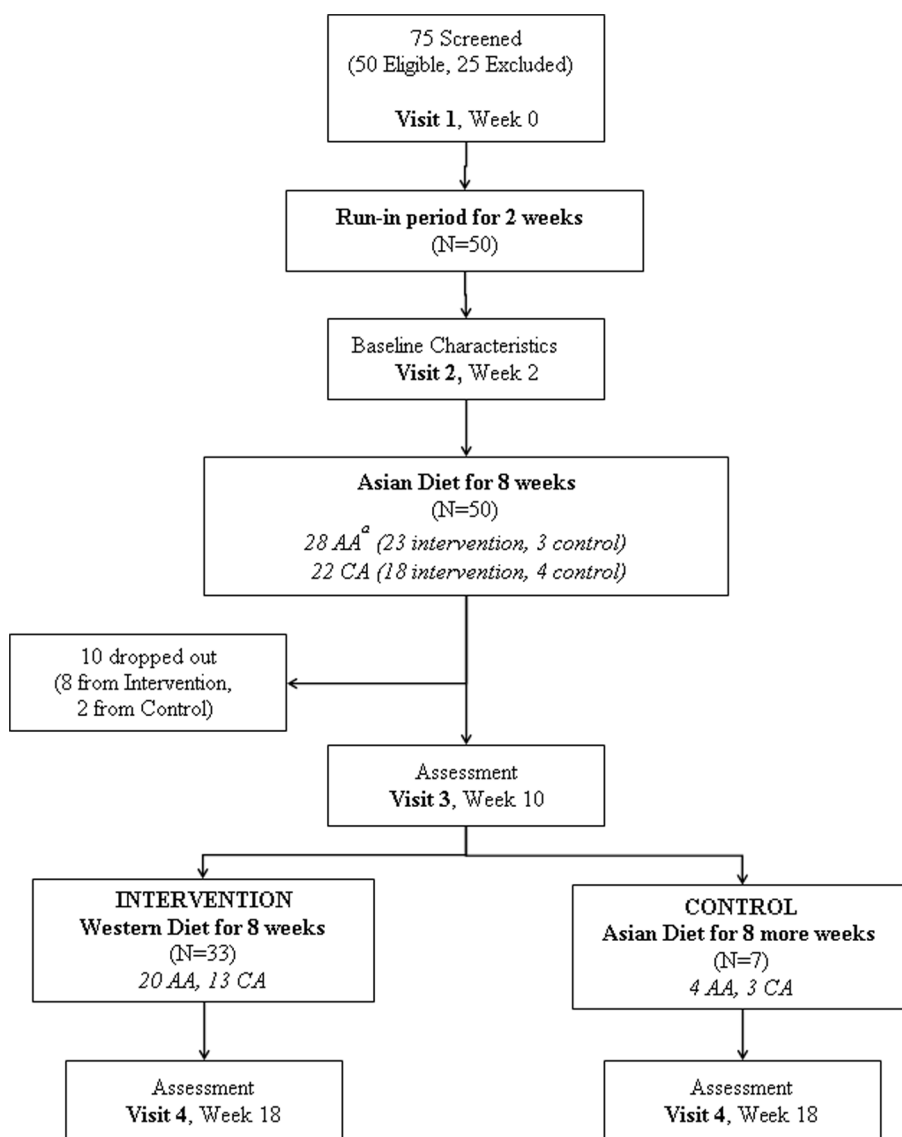 75 Screened
(50 Eligible, 25 Excluded)
Visit 1, Week 0
Run-in period for 2 weeks
(N=50)
Baseline Characteristics
Visit 2, Week 2
Asian Diet for 8 weeks
(N=50)
28 AAᵃ (23 intervention, 3 control)
22 CA (18 intervention, 4 control)
10 dropped out
(8 from Intervention,
2 from Control)
Assessment
Visit 3, Week 10
INTERVENTION
Western Diet for 8 weeks
(N=33)
20 AA, 13 CA
CONTROL
Asian Diet for 8 more weeks
(N=7)
4 AA, 3 CA
Assessment
Visit 4, Week 18
Assessment
Visit 4, Week 18